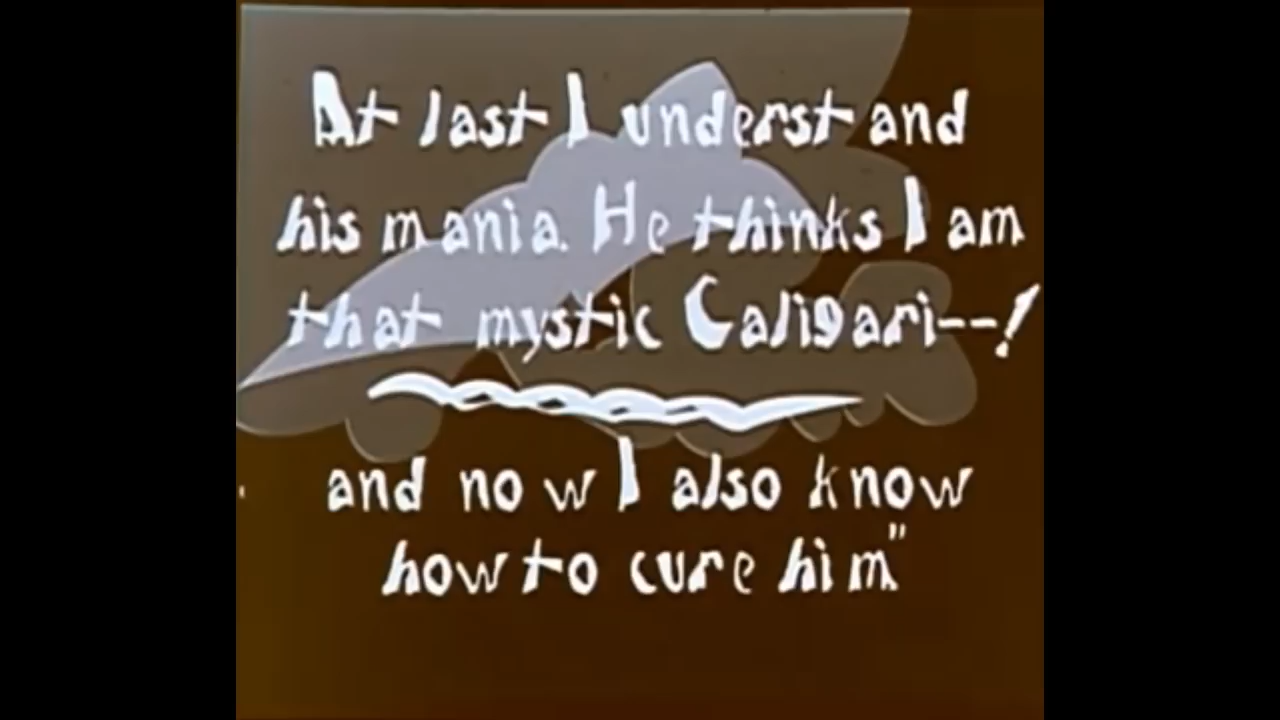 At last I understand
his mania. He thinks I am
that mystic Caligari--!
and now I also know
how to cure him"